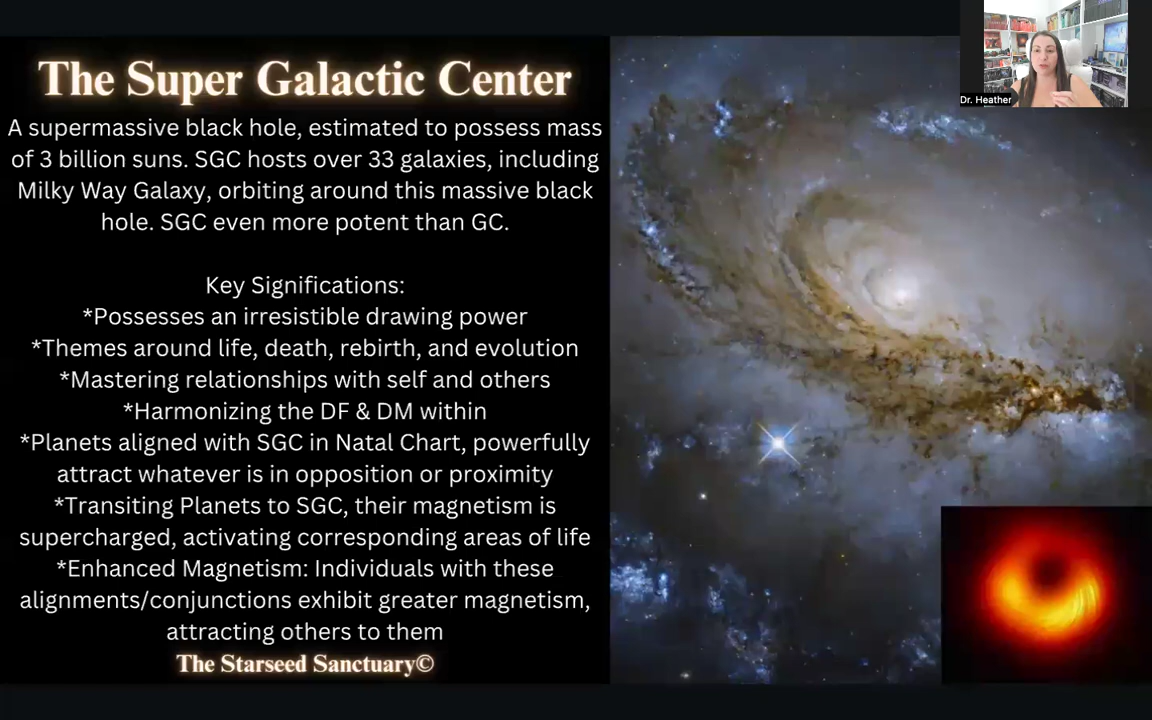 The Super Galactic Center
A supermassive black hole, estimated to possess mass
of 3 billion suns. SGC hosts over 33 galaxies, including
Milky Way Galaxy, orbiting around this massive black
hole. SGC even more potent than GC.
Key Significations:
*Possesses an irresistible drawing power
*Themes around life, death, rebirth, and evolution
*Mastering relationships with self and others
*Harmonizing the DF & DM within
*Planets aligned with SGC in Natal Chart, powerfully
attract whatever is in opposition or proximity
*Transiting Planets to SGC, their magnetism is
supercharged, activating corresponding areas of life
*Enhanced Magnetism: Individuals with these
alignments/conjunctions exhibit greater magnetism,
attracting others to them
The Starseed Sanctuary©
Dr. Heather